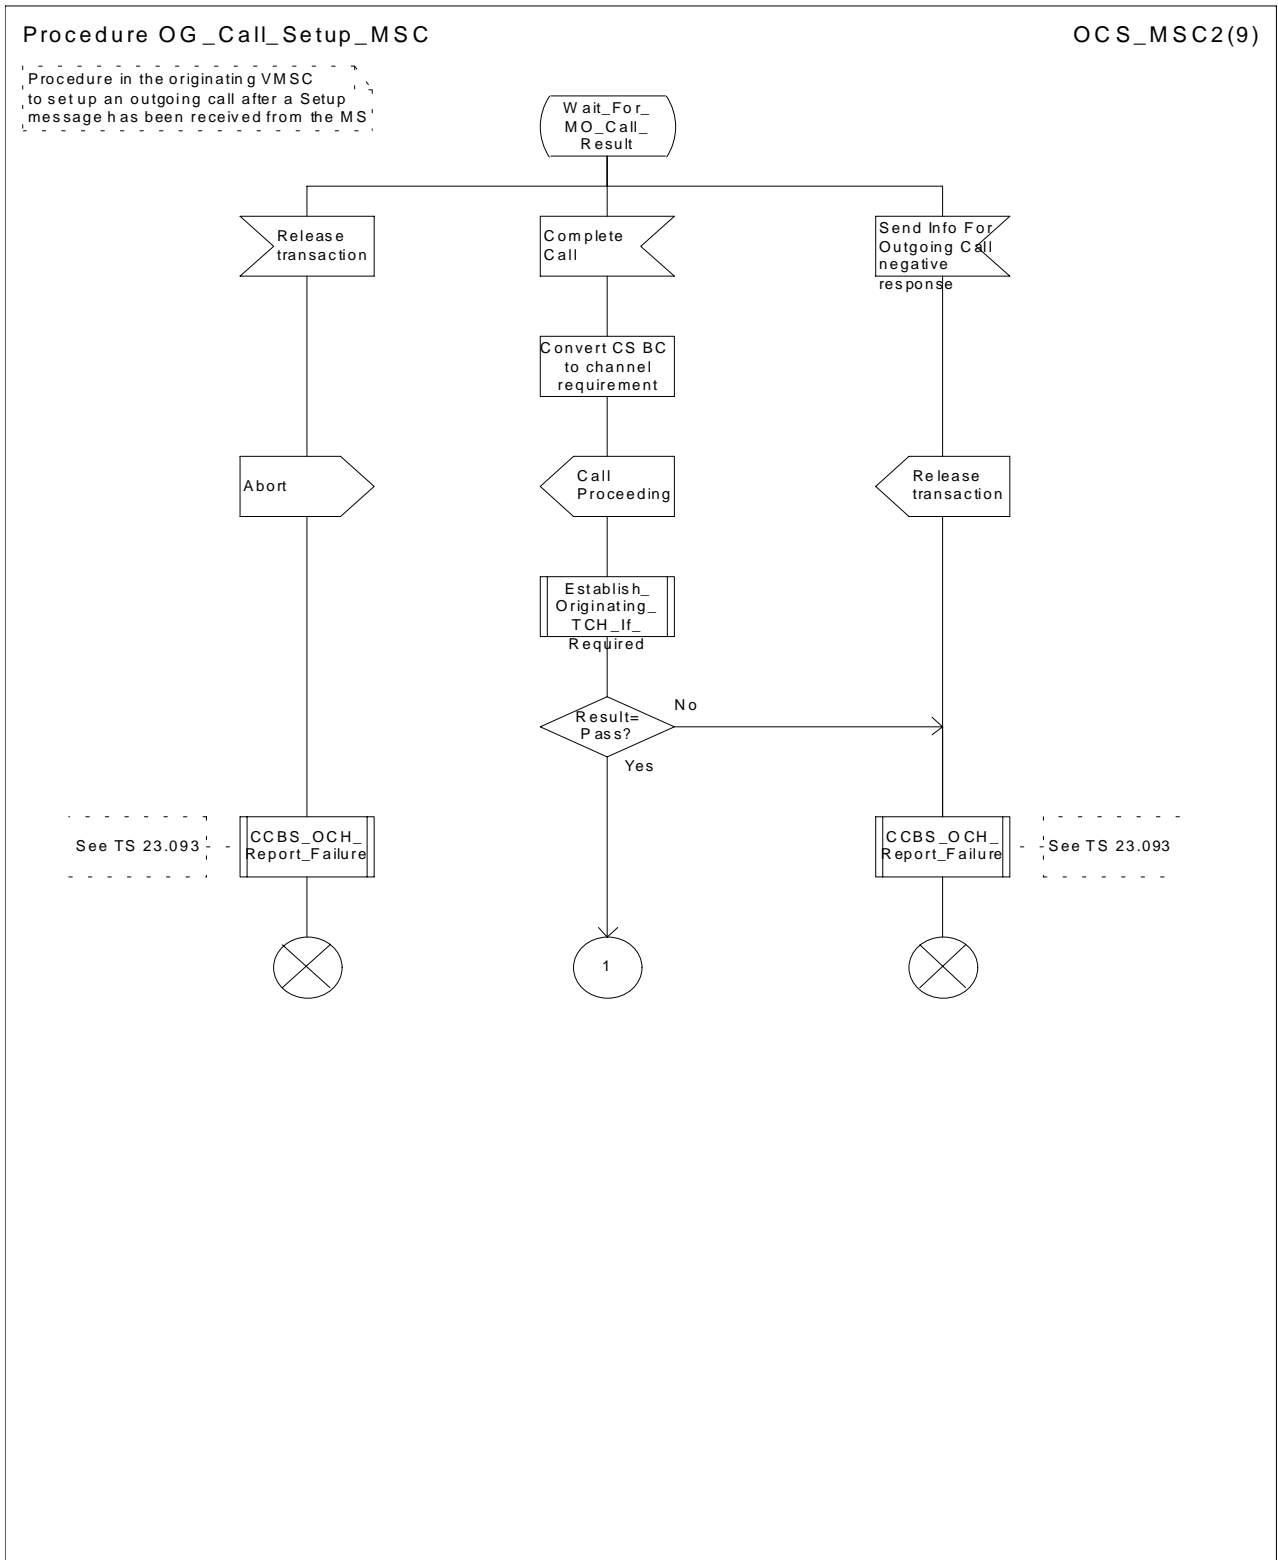 Procedure OG_Call_Setup_MSC
OCS_MSC2(9)
Procedure in the originating VMSC
to set up an outgoing call after a Setup
message has been received from the MS
Wait_For_
MO_Call_
Result
Release
transaction
Complete
Call
Send Info For
Outgoing Call
negative
response
Convert CS BC
to channel
requirement
Abort
Call
Proceeding
Release
transaction
Establish_
Originating_
TCH_If_
Required
Result=
Pass?
No
Yes
See TS 23.093
CCBS_OCH_
Report_Failure
CCBS_OCH_
Report_Failure
See TS 23.093
1